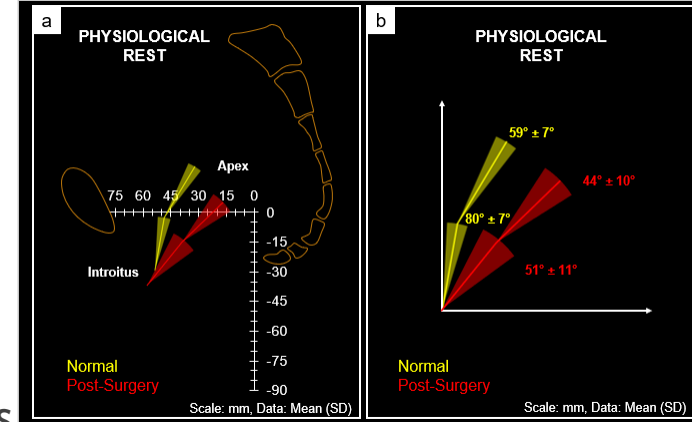 a
PHYSIOLOGICAL
REST
Apex
75 60 45 30 15 0
0
-15
-30
-45
-60
-75
-90
Introitus
Normal
Post-Surgery
Scale: mm, Data: Mean (SD)
b
PHYSIOLOGICAL
REST
59° ± 7°
44° ± 10°
80° ± 7°
51° ± 11°
Normal
Post-Surgery
Scale: mm, Data: Mean (SD)
s